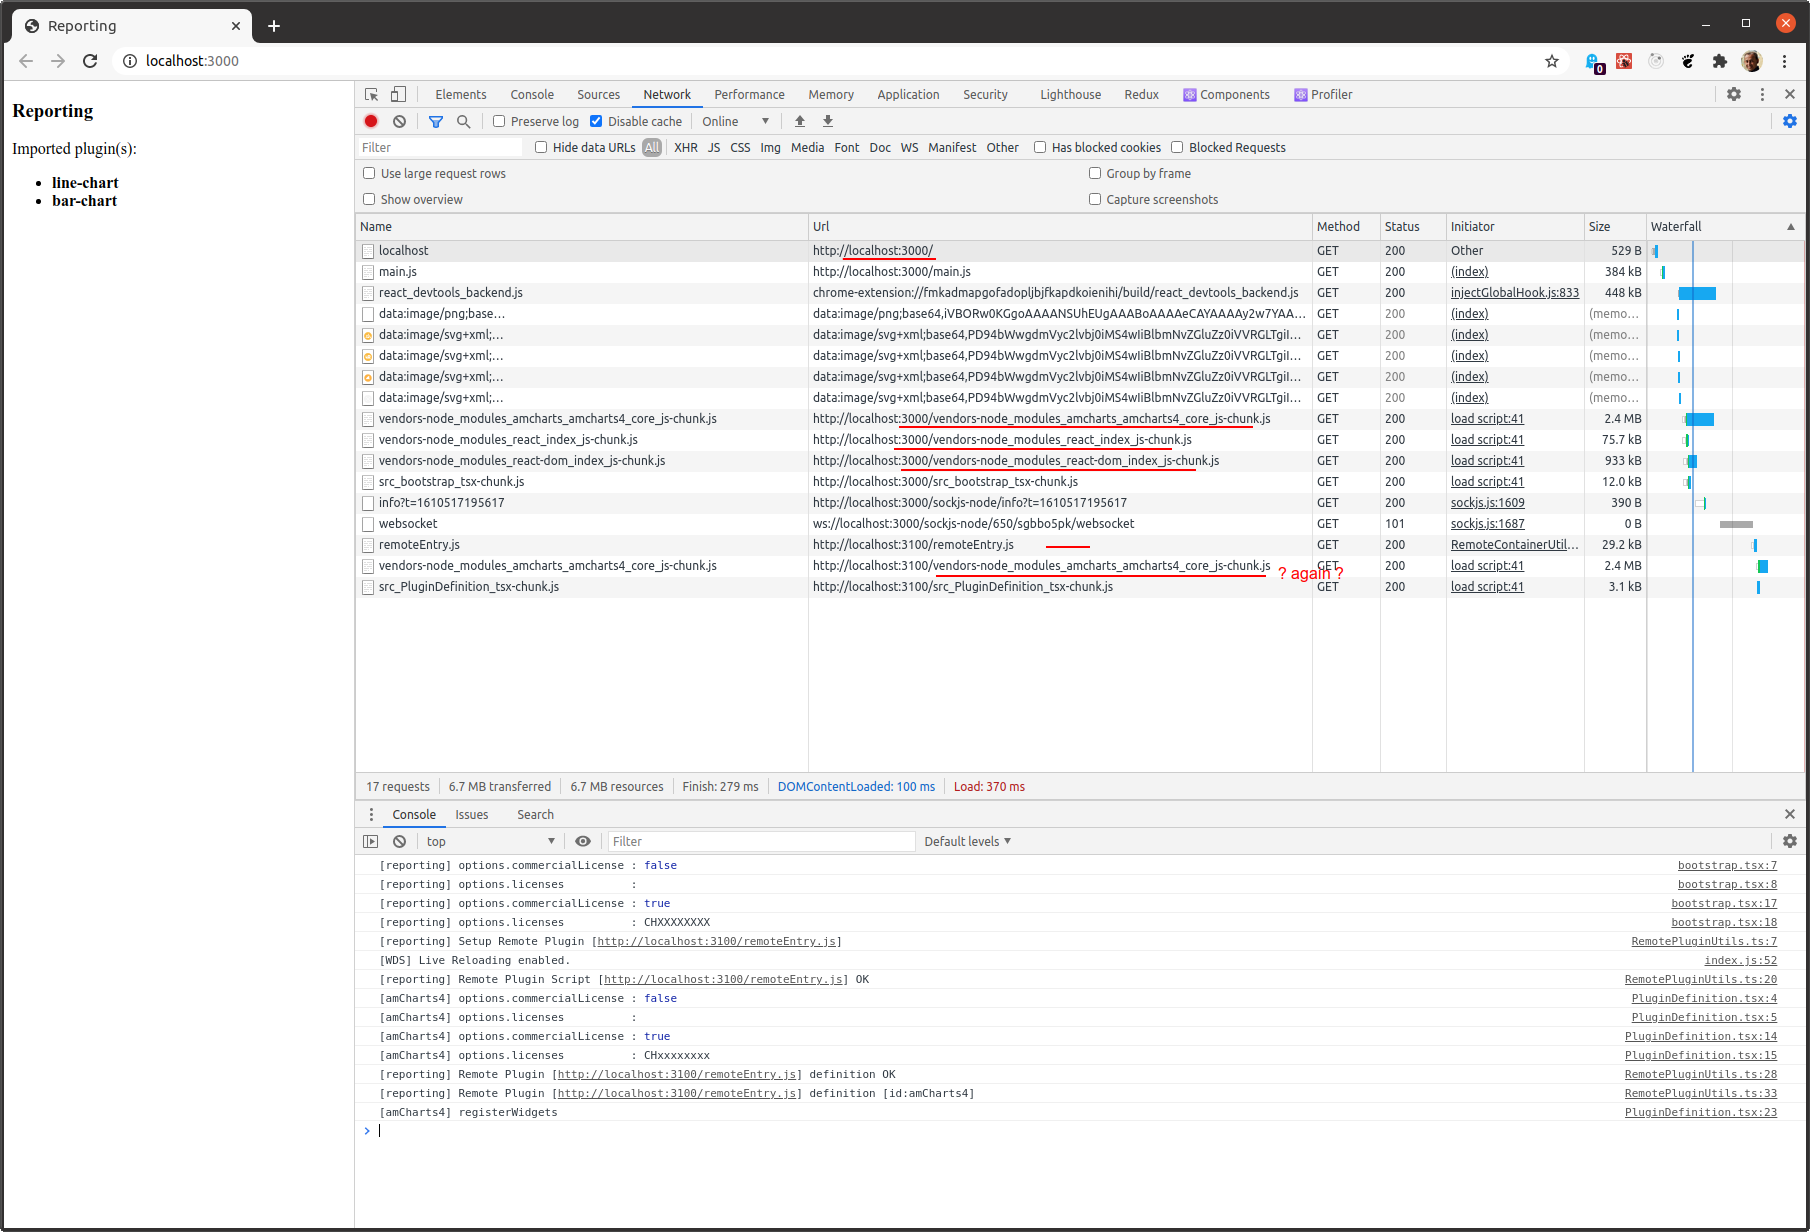 Reporting
localhost:3000
0
Reporting
Imported plugin(s):
line-chart
bar-chart
Elements Console Sources Network Performance Memory Application Security Lighthouse Redux Components Profiler
Preserve log Disable cache Online
Filter Hide data URLs All XHR JS CSS Img Media Font Doc WS Manifest Other Has blocked cookies Blocked Requests
Use large request rows Group by frame
Show overview Capture screenshots
Name Url Method Status Initiator Size Waterfall
localhost http://localhost:3000/ GET 200 Other 529 B
main.js http://localhost:3000/main.js GET 200 (index) 384 kB
react_devtools_backend.js chrome-extension://fmkadmapgofadopljbjfkapdkoienihi/build/react_devtools_backend.js GET 200 injectGlobalHook.js:833 448 kB
data:image/png;base... data:image/png;base64,iVBORw0KGgoAAAANSUhEUgAAABoAAAAeCAYAAAAy2w7YAA... GET 200 (index) (memo...
data:image/svg+xml;... data:image/svg+xml;base64,PD94bWwgdmVyc2lvbj0iMS4wIiBlbmNvZGluZz0iVVRGLTgiI... GET 200 (index) (memo...
data:image/svg+xml;... data:image/svg+xml;base64,PD94bWwgdmVyc2lvbj0iMS4wIiBlbmNvZGluZz0iVVRGLTgiI... GET 200 (index) (memo...
data:image/svg+xml;... data:image/svg+xml;base64,PD94bWwgdmVyc2lvbj0iMS4wIiBlbmNvZGluZz0iVVRGLTgiI... GET 200 (index) (memo...
data:image/svg+xml;... data:image/svg+xml;base64,PD94bWwgdmVyc2lvbj0iMS4wIiBlbmNvZGluZz0iVVRGLTgiI... GET 200 (index) (memo...
vendors-node_modules_amcharts_amcharts4_core_js-chunk.js http://localhost:3000/vendors-node_modules_amcharts_amcharts4_core_js-chunk.js GET 200 load script:41 2.4 MB
vendors-node_modules_react_index_js-chunk.js http://localhost:3000/vendors-node_modules_react_index_js-chunk.js GET 200 load script:41 75.7 kB
vendors-node_modules_react-dom_index_js-chunk.js http://localhost:3000/vendors-node_modules_react-dom_index_js-chunk.js GET 200 load script:41 933 kB
src_bootstrap_tsx-chunk.js http://localhost:3000/src_bootstrap_tsx-chunk.js GET 200 load script:41 12.0 kB
info?t=1610517195617 http://localhost:3000/sockjs-node/info?t=1610517195617 GET 200 sockjs.js:1609 390 B
websocket ws://localhost:3000/sockjs-node/650/sgbbo5pk/websocket GET 101 sockjs.js:1687 0 B
remoteEntry.js http://localhost:3100/remoteEntry.js GET 200 RemoteContainerUtil... 29.2 kB
vendors-node_modules_amcharts_amcharts4_core_js-chunk.js http://localhost:3100/vendors-node_modules_amcharts_amcharts4_core_js-chunk.js GET 200 load script:41 2.4 MB
? again ?
src_PluginDefinition_tsx-chunk.js http://localhost:3100/src_PluginDefinition_tsx-chunk.js GET 200 load script:41 3.1 kB
17 requests 6.7 MB transferred 6.7 MB resources Finish: 279 ms DOMContentLoaded: 100 ms Load: 370 ms
Console Issues Search
top Filter Default levels
[reporting] options.commercialLicense : false bootstrap.tsx:7
[reporting] options.licenses : bootstrap.tsx:8
[reporting] options.commercialLicense : true bootstrap.tsx:17
[reporting] options.licenses : CHXXXXXXXX bootstrap.tsx:18
[reporting] Setup Remote Plugin [http://localhost:3100/remoteEntry.js] RemotePluginUtils.ts:7
[WDS] Live Reloading enabled. index.js:52
[reporting] Remote Plugin Script [http://localhost:3100/remoteEntry.js] OK RemotePluginUtils.ts:20
[amCharts4] options.commercialLicense : false PluginDefinition.tsx:4
[amCharts4] options.licenses : PluginDefinition.tsx:5
[amCharts4] options.commercialLicense : true PluginDefinition.tsx:14
[amCharts4] options.licenses : CHxxxxxxxx PluginDefinition.tsx:15
[reporting] Remote Plugin [http://localhost:3100/remoteEntry.js] definition OK RemotePluginUtils.ts:28
[reporting] Remote Plugin [http://localhost:3100/remoteEntry.js] definition [id:amCharts4] RemotePluginUtils.ts:33
[amCharts4] registerWidgets PluginDefinition.tsx:23